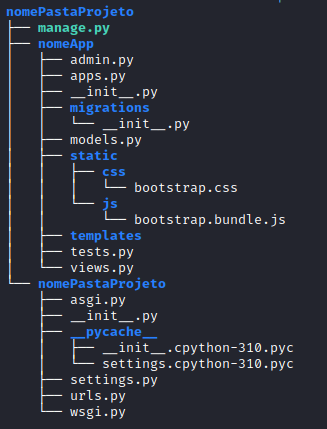 nomePastaProjeto
├── manage.py
├── nomeApp
│   ├── admin.py
│   ├── apps.py
│   ├── __init__.py
│   ├── migrations
│   │   └── __init__.py
│   ├── models.py
│   ├── static
│   │   ├── css
│   │   │   └── bootstrap.css
│   │   └── js
│   │       └── bootstrap.bundle.js
│   ├── templates
│   ├── tests.py
│   └── views.py
└── nomePastaProjeto
    ├── asgi.py
    ├── __init__.py
    ├── __pycache__
    │   ├── __init__.cpython-310.pyc
    │   └── settings.cpython-310.pyc
    ├── settings.py
    ├── urls.py
    └── wsgi.py